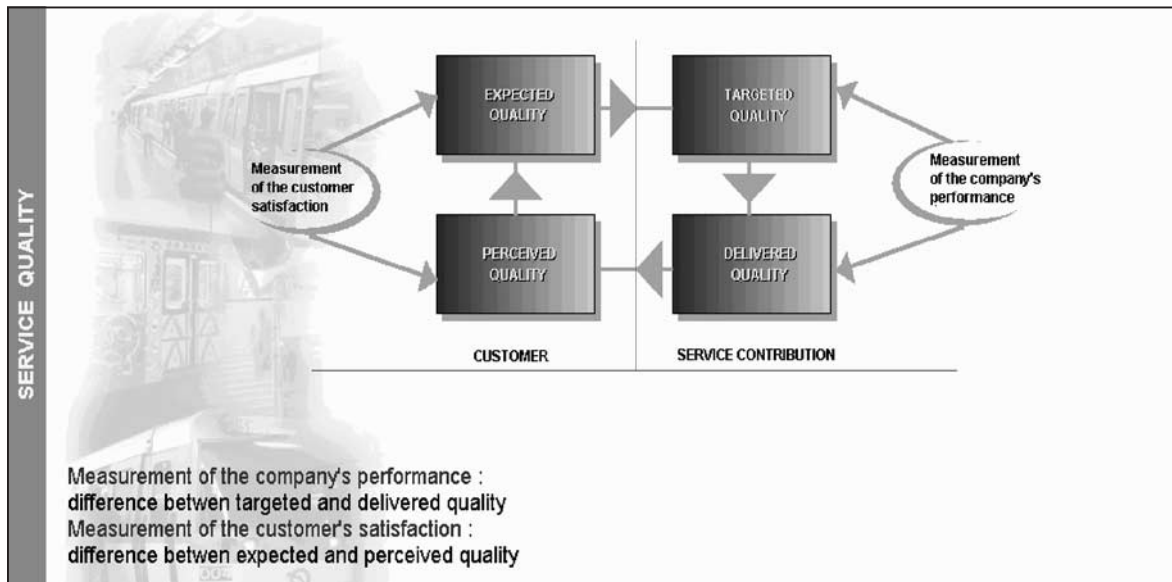 SERVICE QUALITY
EXPECTED
QUALITY
TARGETED
QUALITY
Measurement
of the customer
satisfaction
Measurement
of the company's
performance
PERCEIVED
QUALITY
DELIVERED
QUALITY
CUSTOMER
SERVICE CONTRIBUTION
Measurement of the company's performance :
difference betwen targeted and delivered quality
Measurement of the customer's satisfaction :
difference betwen expected and perceived quality